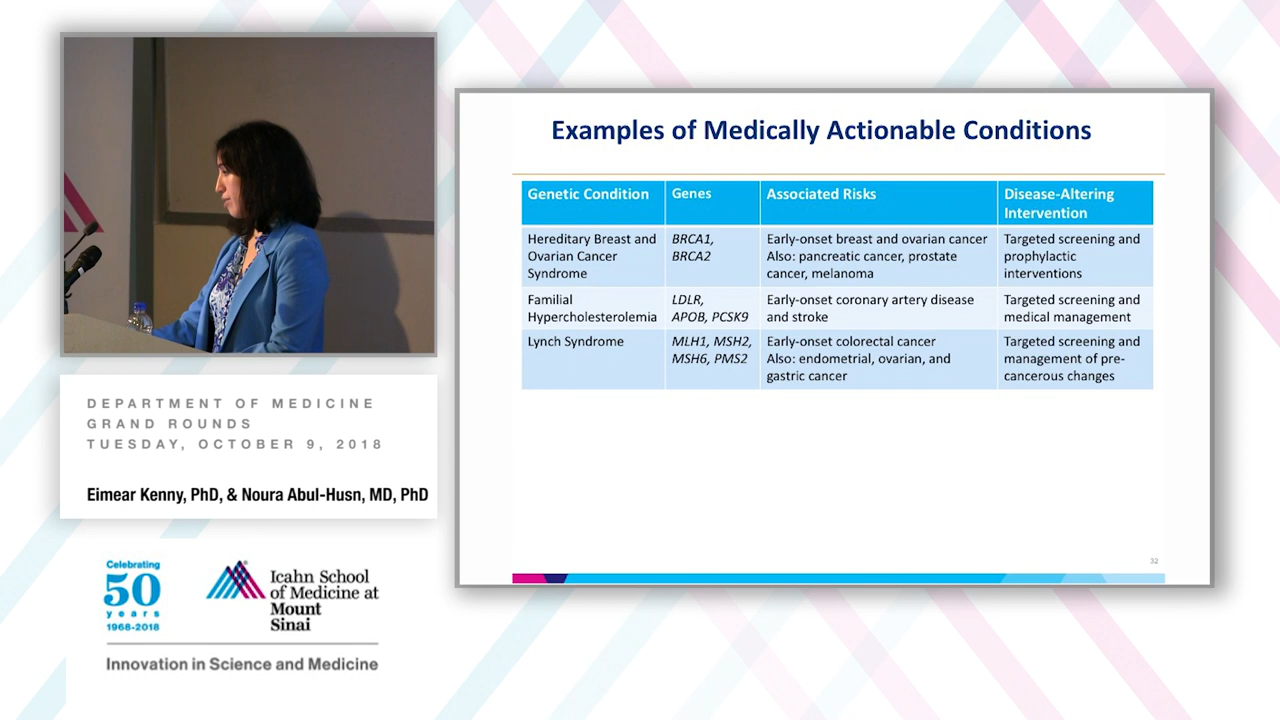 DEPARTMENT OF MEDICINE
GRAND ROUNDS
TUESDAY, OCTOBER 9, 2018
Eimear Kenny, PhD, & Noura Abul-Husn, MD, PhD
Celebrating
50
years
1968-2018
Icahn School
of Medicine at
Mount
Sinai
Innovation in Science and Medicine
Examples of Medically Actionable Conditions
Genetic Condition
Genes
Associated Risks
Disease-Altering
Intervention
Hereditary Breast and
Ovarian Cancer
Syndrome
BRCA1,
BRCA2
Early-onset breast and ovarian cancer
Also: pancreatic cancer, prostate
cancer, melanoma
Targeted screening and
prophylactic
interventions
Familial
Hypercholesterolemia
LDLR,
APOB, PCSK9
Early-onset coronary artery disease
and stroke
Targeted screening and
medical management
Lynch Syndrome
MLH1, MSH2,
MSH6, PMS2
Early-onset colorectal cancer
Also: endometrial, ovarian, and
gastric cancer
Targeted screening and
management of pre-
cancerous changes
32